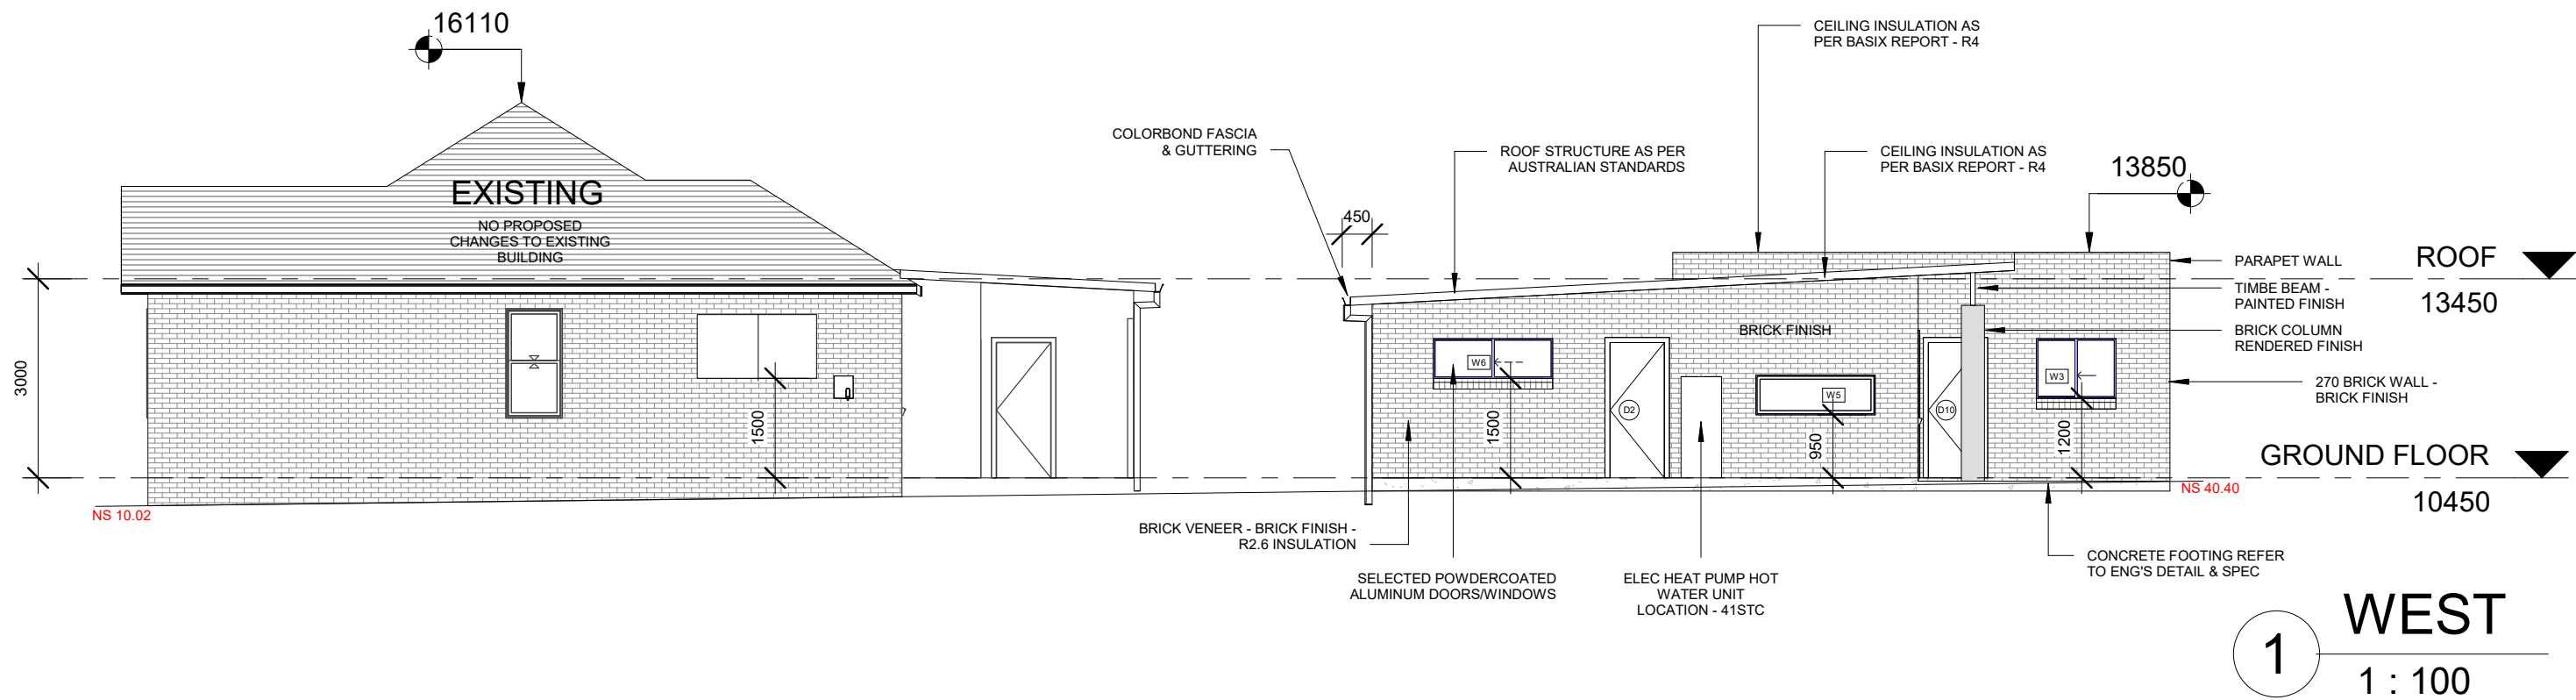 16110
CEILING INSULATION AS
PER BASIX REPORT - R4
COLORBOND FASCIA
& GUTTERING
ROOF STRUCTURE AS PER
AUSTRALIAN STANDARDS
CEILING INSULATION AS
PER BASIX REPORT - R4
13850
EXISTING
NO PROPOSED
CHANGES TO EXISTING
BUILDING
450
PARAPET WALL
ROOF
13450
TIMBE BEAM -
PAINTED FINISH
BRICK FINISH
BRICK COLUMN
RENDERED FINISH
3000
W6
W5
W3
270 BRICK WALL -
BRICK FINISH
D2
D10
1500
1500
950
1200
GROUND FLOOR
10450
NS 10.02
NS 40.40
BRICK VENEER - BRICK FINISH -
R2.6 INSULATION
CONCRETE FOOTING REFER
TO ENG'S DETAIL & SPEC
SELECTED POWDERCOATED
ALUMINUM DOORS/WINDOWS
ELEC HEAT PUMP HOT
WATER UNIT
LOCATION - 41STC
1
WEST
1 : 100